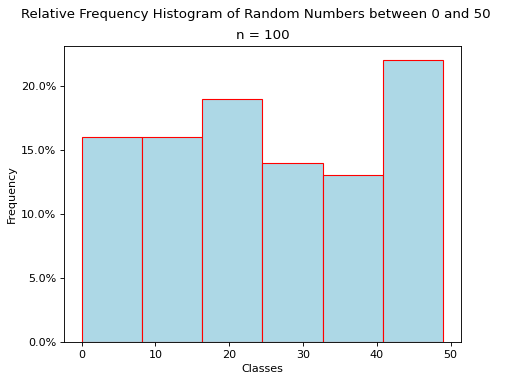 Relative Frequency Histogram of Random Numbers between 0 and 50
n = 100
20.0%
15.0%
10.0%
5.0%
0.0%
Frequency
0 10 20 30 40 50
Classes